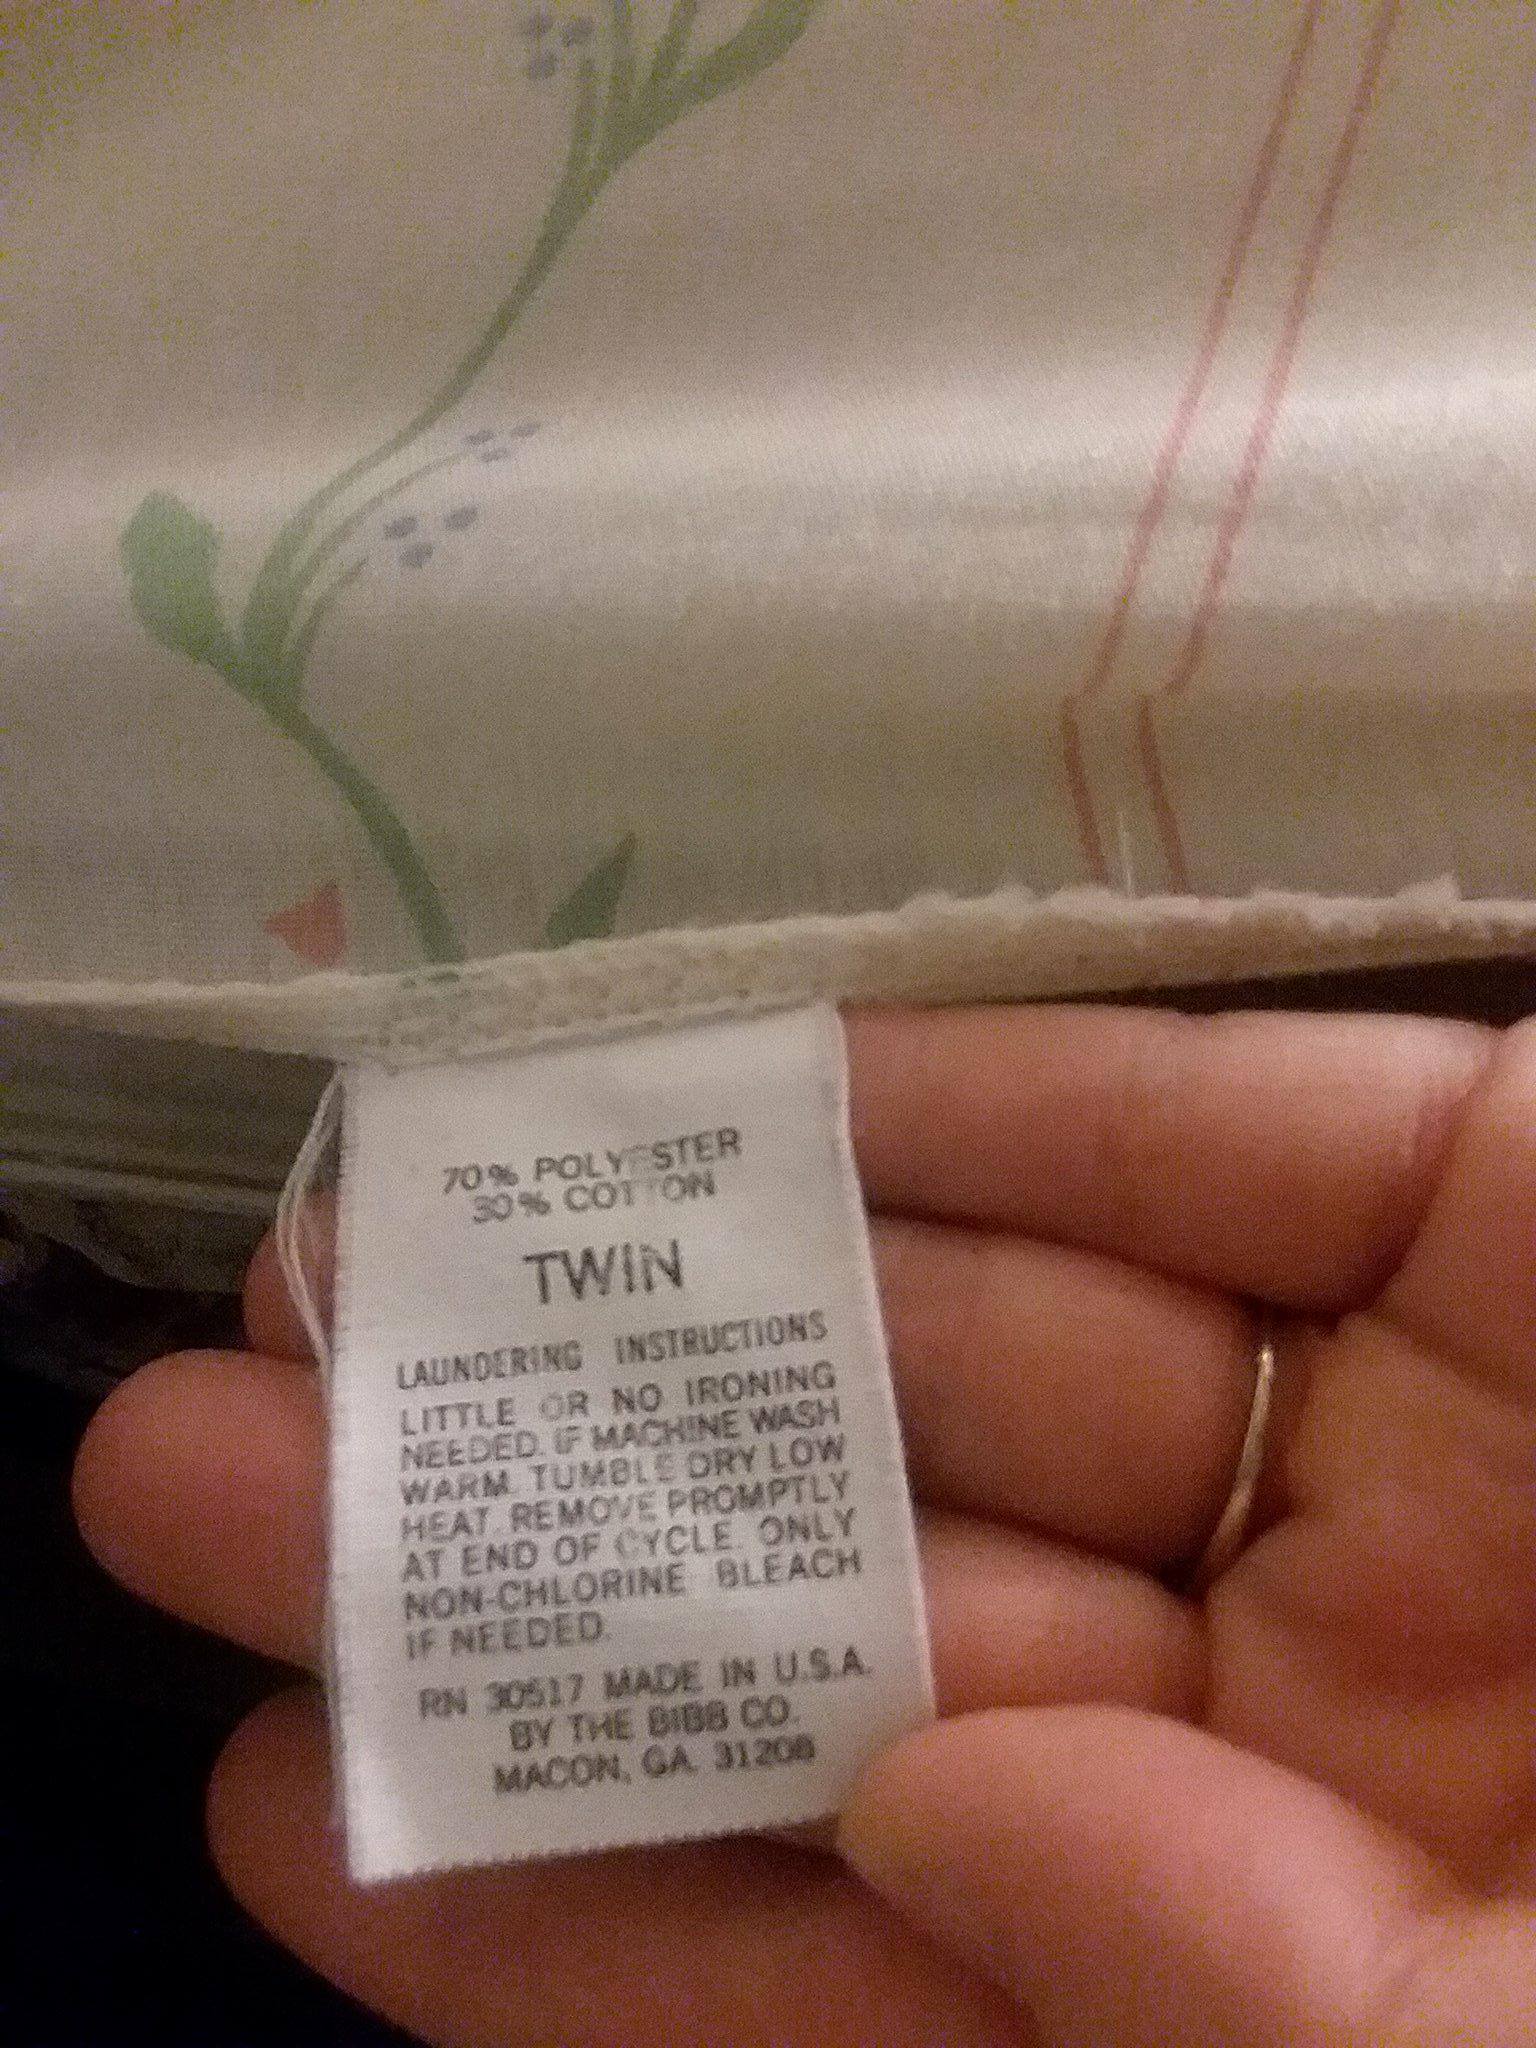 70% POLYESTER
30% COTTON
TWIN
LAUNDERING INSTRUCTIONS
LITTLE OR NO IRONING
NEEDED. IF MACHINE WASH
WARM. TUMBLE DRY LOW
HEAT. REMOVE PROMPTLY
AT END OF CYCLE. ONLY
NON-CHLORINE BLEACH
IF NEEDED.
RN 30517 MADE IN U.S.A.
BY THE BIBB CO.
MACON, GA. 31208